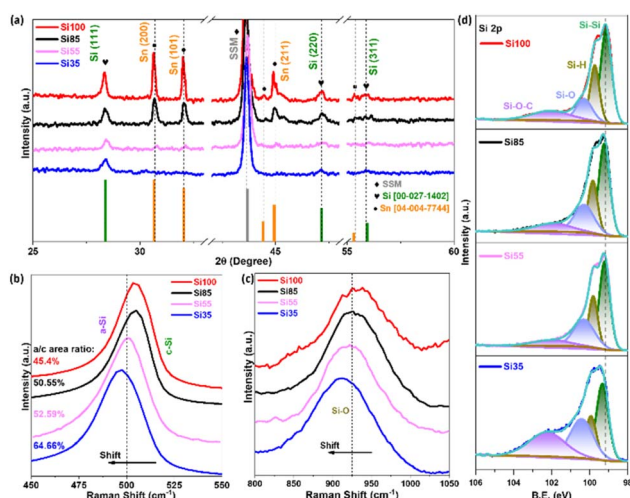 (a)
Si100
Si85
Si55
Si35
Si (111)
Sn (200)
Sn (101)
SSM
Sn (211)
Si (220)
Si (311)
Intensity (a.u.)
♦ SSM
♥ Si [00-027-1402]
• Sn [04-004-7744]
25 30 40 45 55 60
2θ (Degree)
(b)
Si100
Si85
Si55
Si35
a-Si
c-Si
a/c area ratio:
45.4%
50.55%
52.59%
64.66%
Shift
Intensity (a.u.)
450 475 500 525 550
Raman Shift (cm⁻¹)
(c)
Si100
Si85
Si55
Si35
Si-O
Shift
Intensity (a.u.)
800 850 900 950 1000 1050
Raman Shift (cm⁻¹)
(d)
Si 2p
Si-Si
Si100
Si-H
Si-O
Si-O-C
Si85
Si55
Si35
Intensity (a.u.)
106 104 102 100 98
B.E. (eV)